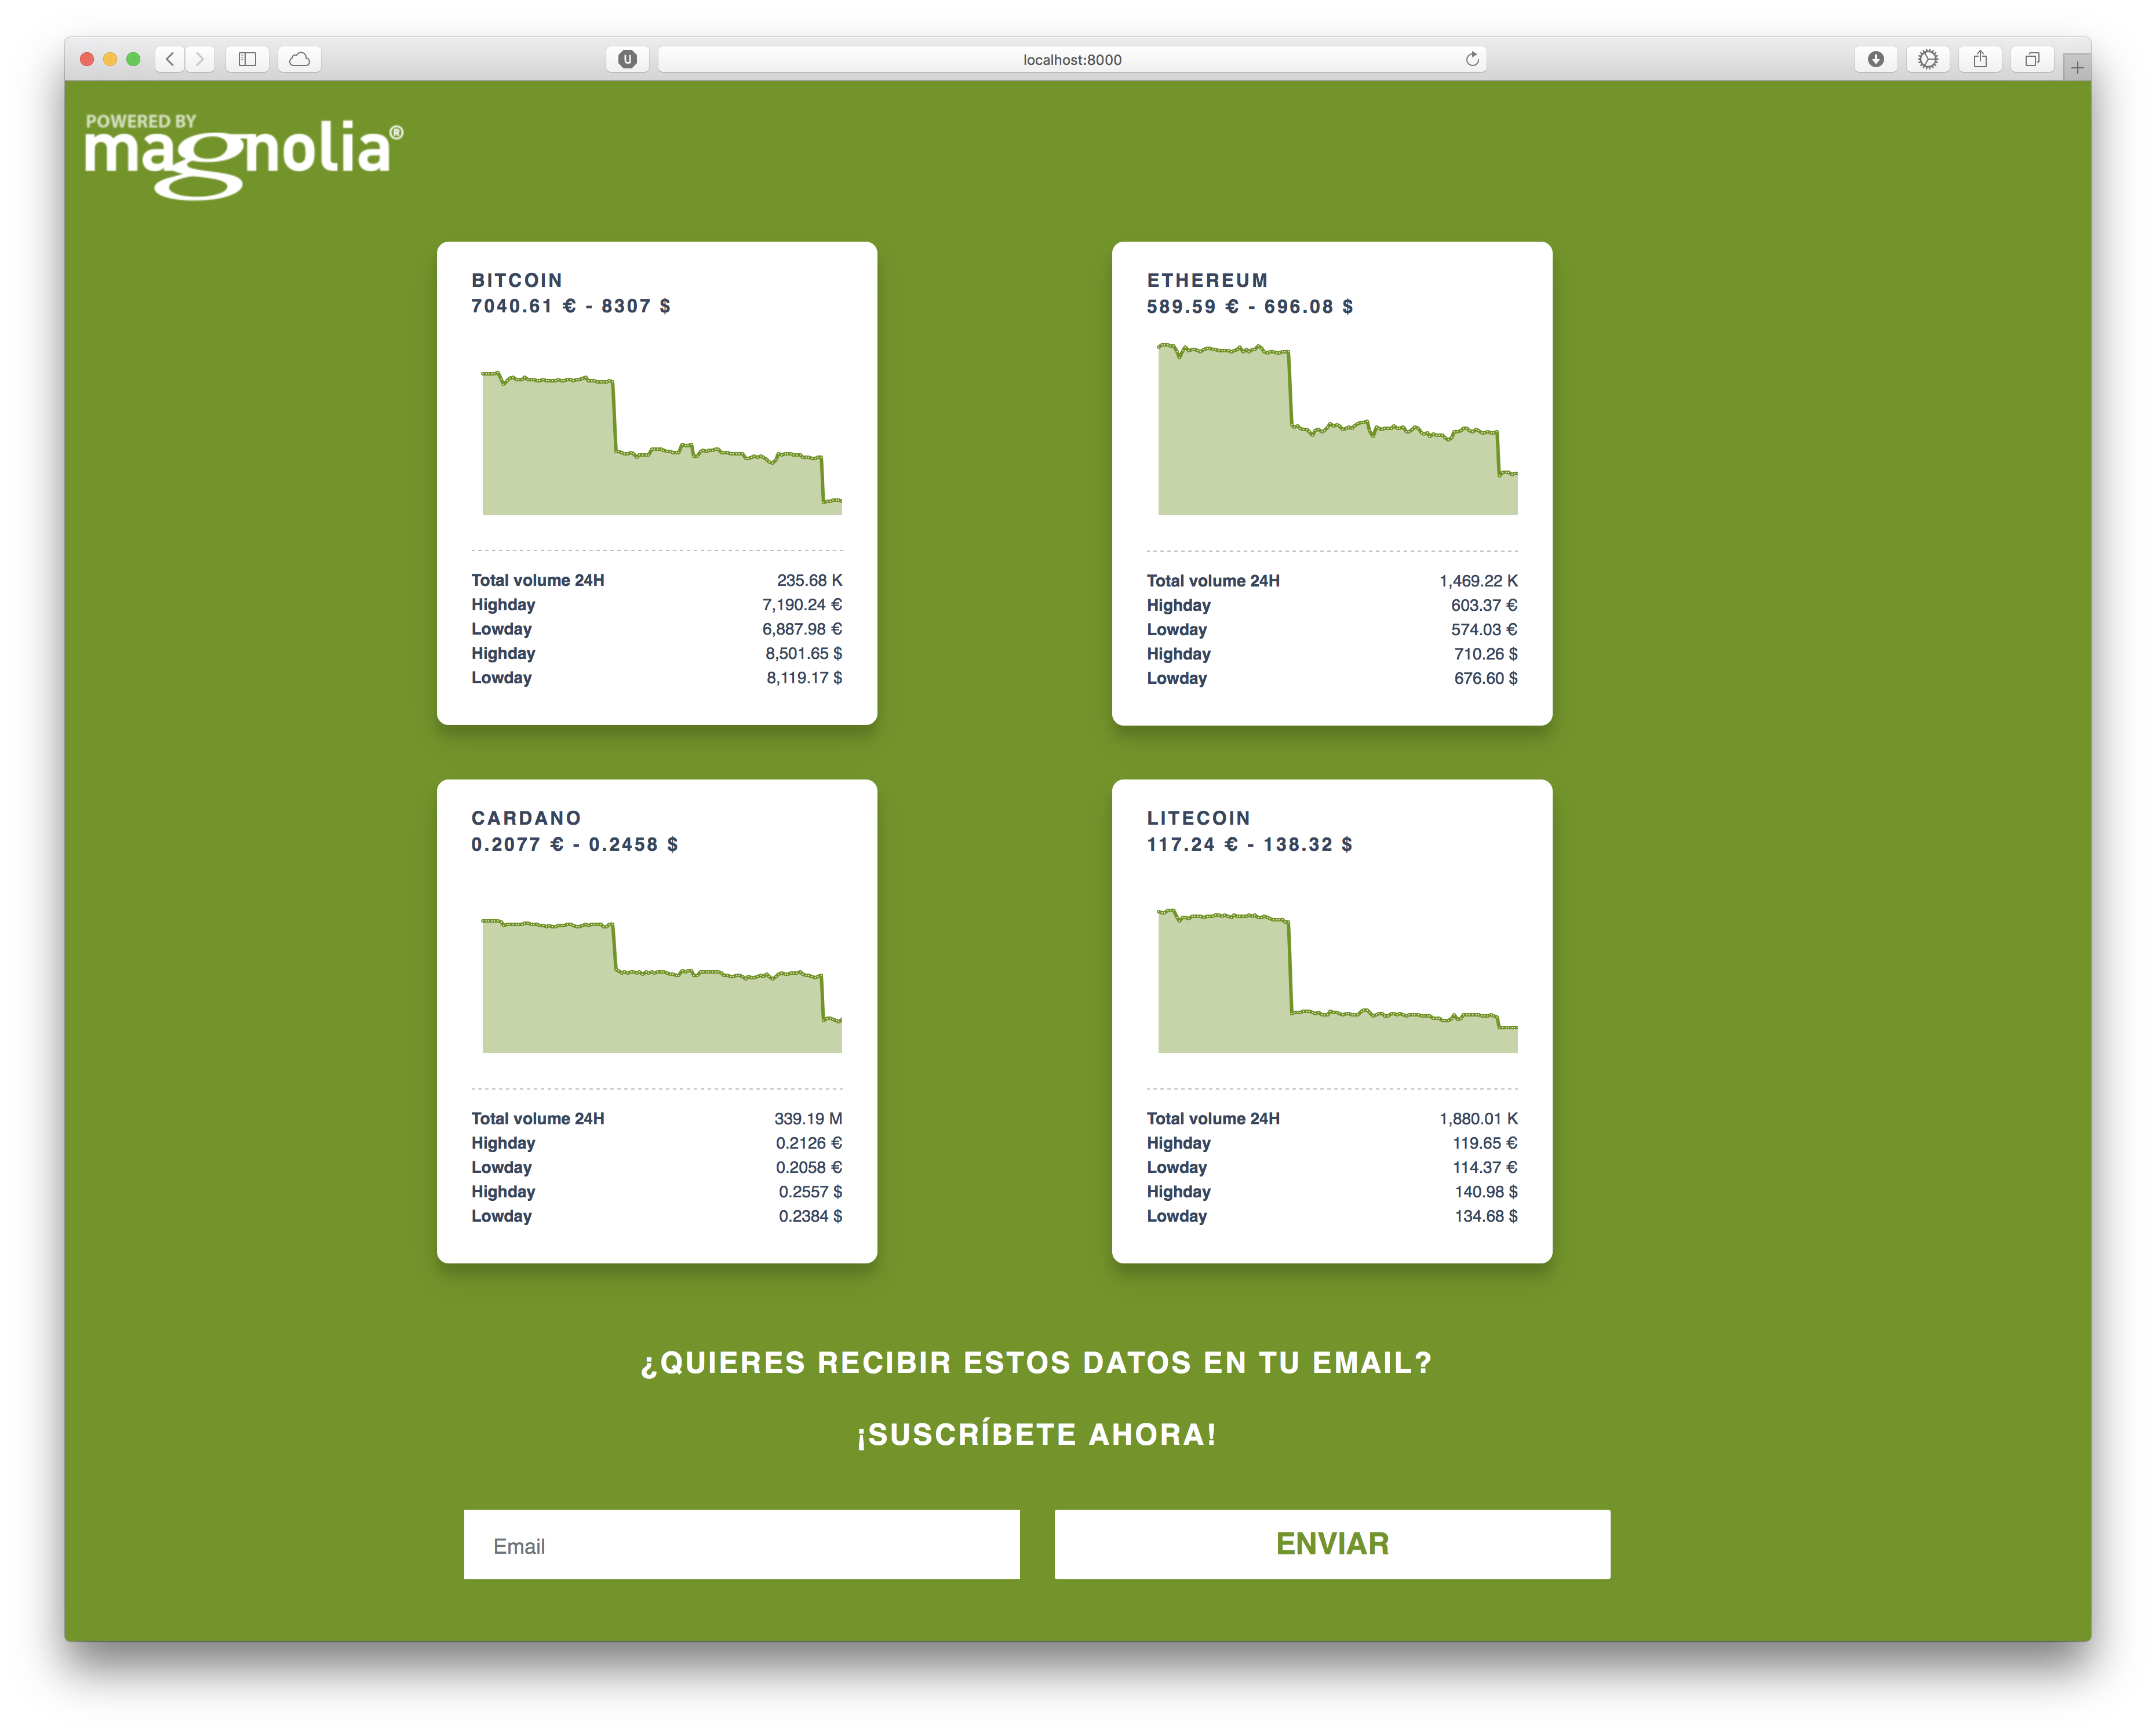 localhost:8000
POWERED BY
magnolia®
BITCOIN
7040.61 € - 8307 $
Total volume 24H 235.68 K
Highday 7,190.24 €
Lowday 6,887.98 €
Highday 8,501.65 $
Lowday 8,119.17 $
ETHEREUM
589.59 € - 696.08 $
Total volume 24H 1,469.22 K
Highday 603.37 €
Lowday 574.03 €
Highday 710.26 $
Lowday 676.60 $
CARDANO
0.2077 € - 0.2458 $
Total volume 24H 339.19 M
Highday 0.2126 €
Lowday 0.2058 €
Highday 0.2557 $
Lowday 0.2384 $
LITECOIN
117.24 € - 138.32 $
Total volume 24H 1,880.01 K
Highday 119.65 €
Lowday 114.37 €
Highday 140.98 $
Lowday 134.68 $
¿QUIERES RECIBIR ESTOS DATOS EN TU EMAIL?
¡SUSCRÍBETE AHORA!
Email
ENVIAR